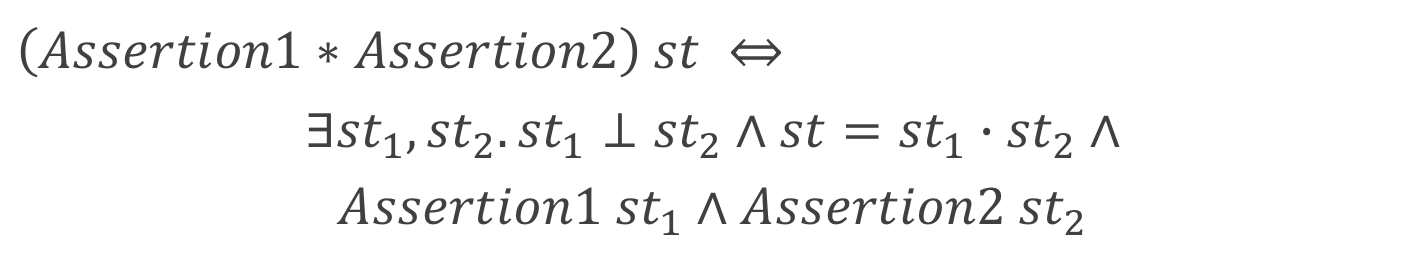 (Assertion1 ∗ Assertion2) st ⇔
∃st₁, st₂. st₁ ⊥ st₂ ∧ st = st₁ · st₂ ∧
Assertion1 st₁ ∧ Assertion2 st₂